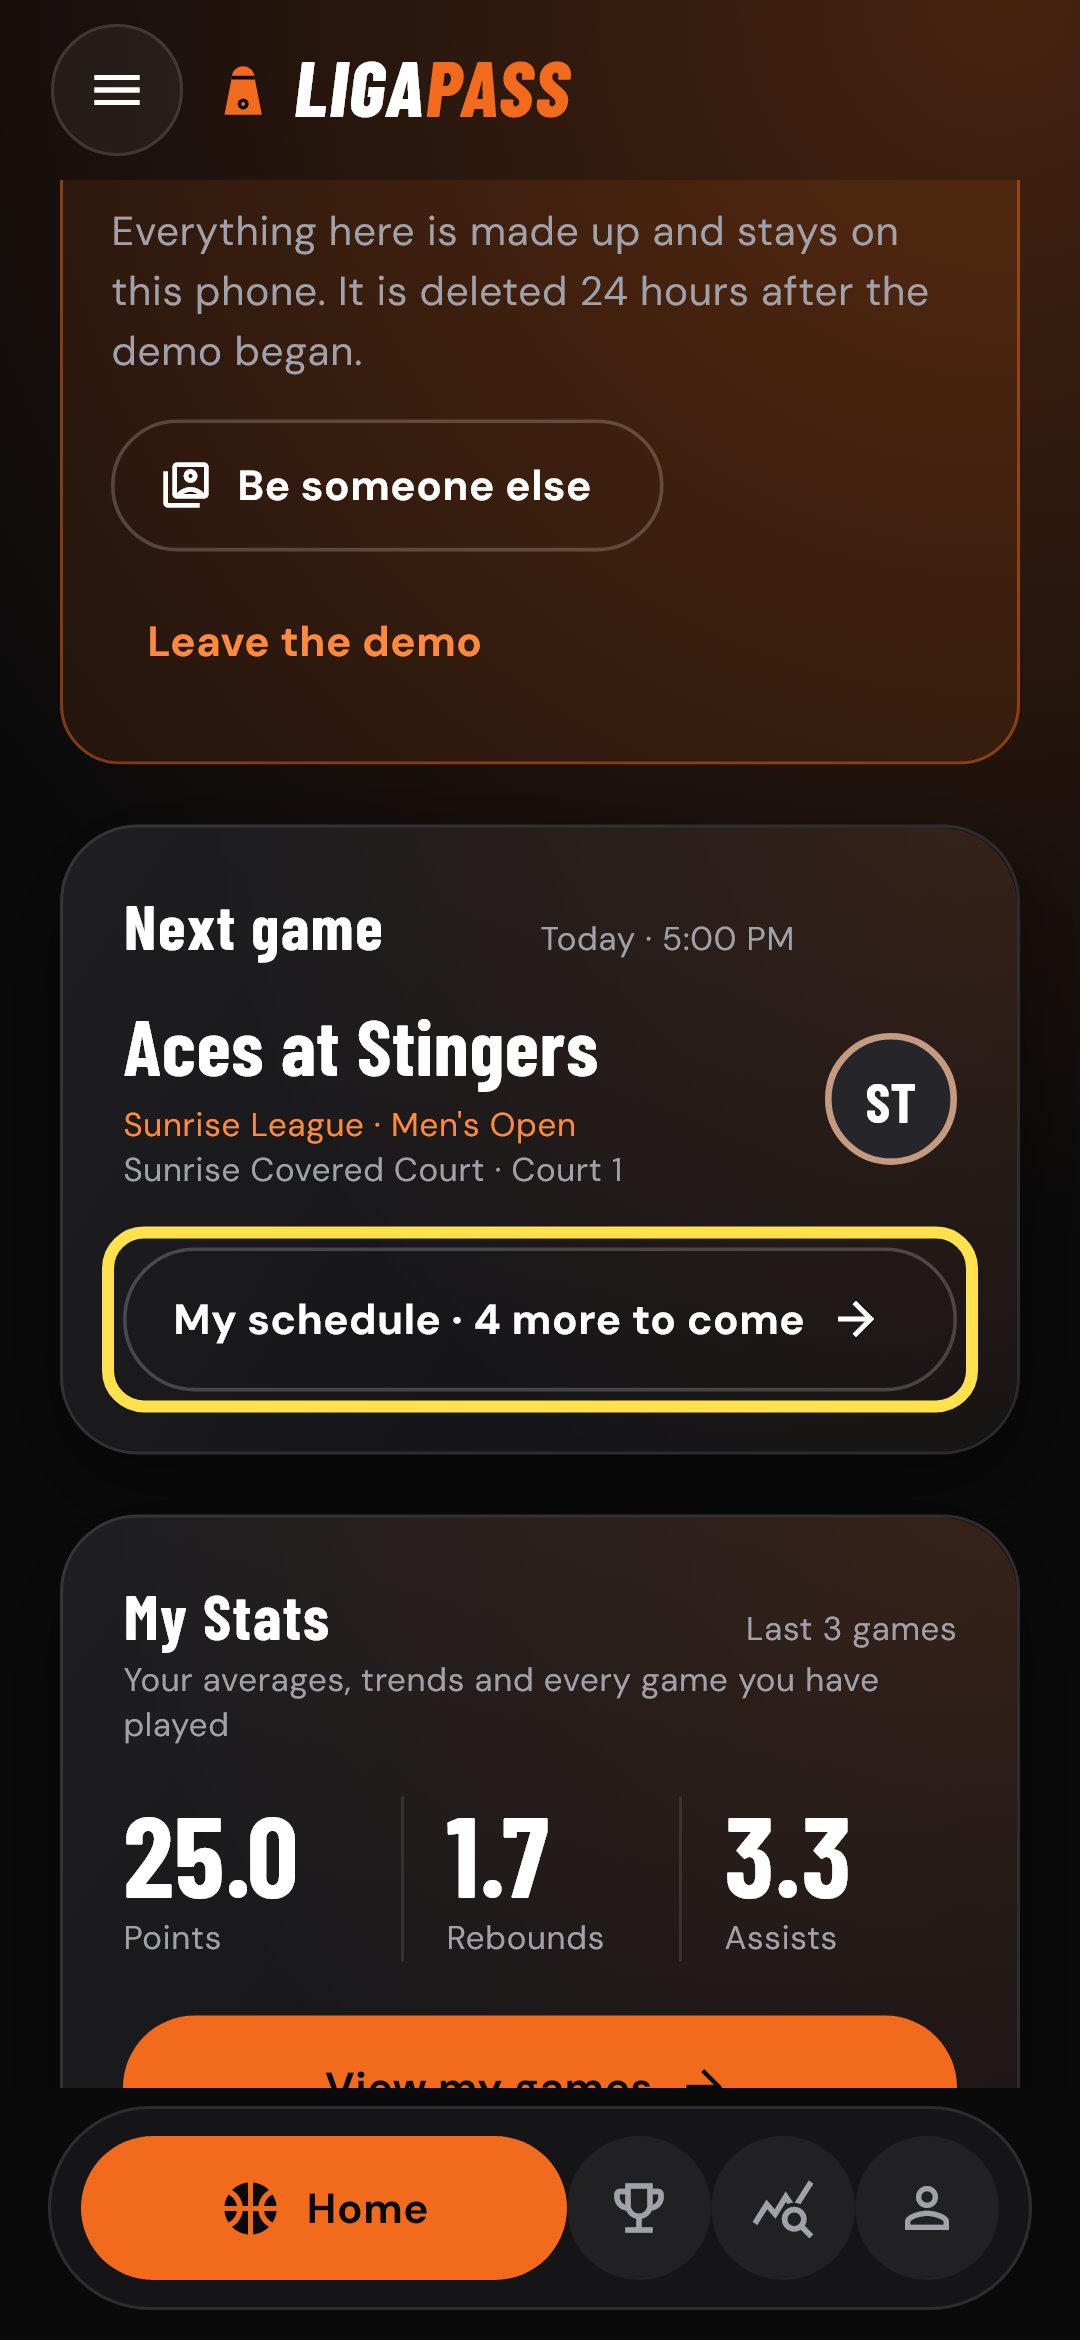 LIGAPASS
Everything here is made up and stays on
this phone. It is deleted 24 hours after the
demo began.
Be someone else
Leave the demo
Next game
Today · 5:00 PM
Aces at Stingers
Sunrise League · Men's Open
Sunrise Covered Court · Court 1
ST
My schedule · 4 more to come
My Stats
Last 3 games
Your averages, trends and every game you have
played
25.0
1.7
3.3
Points
Rebounds
Assists
View my games
Home